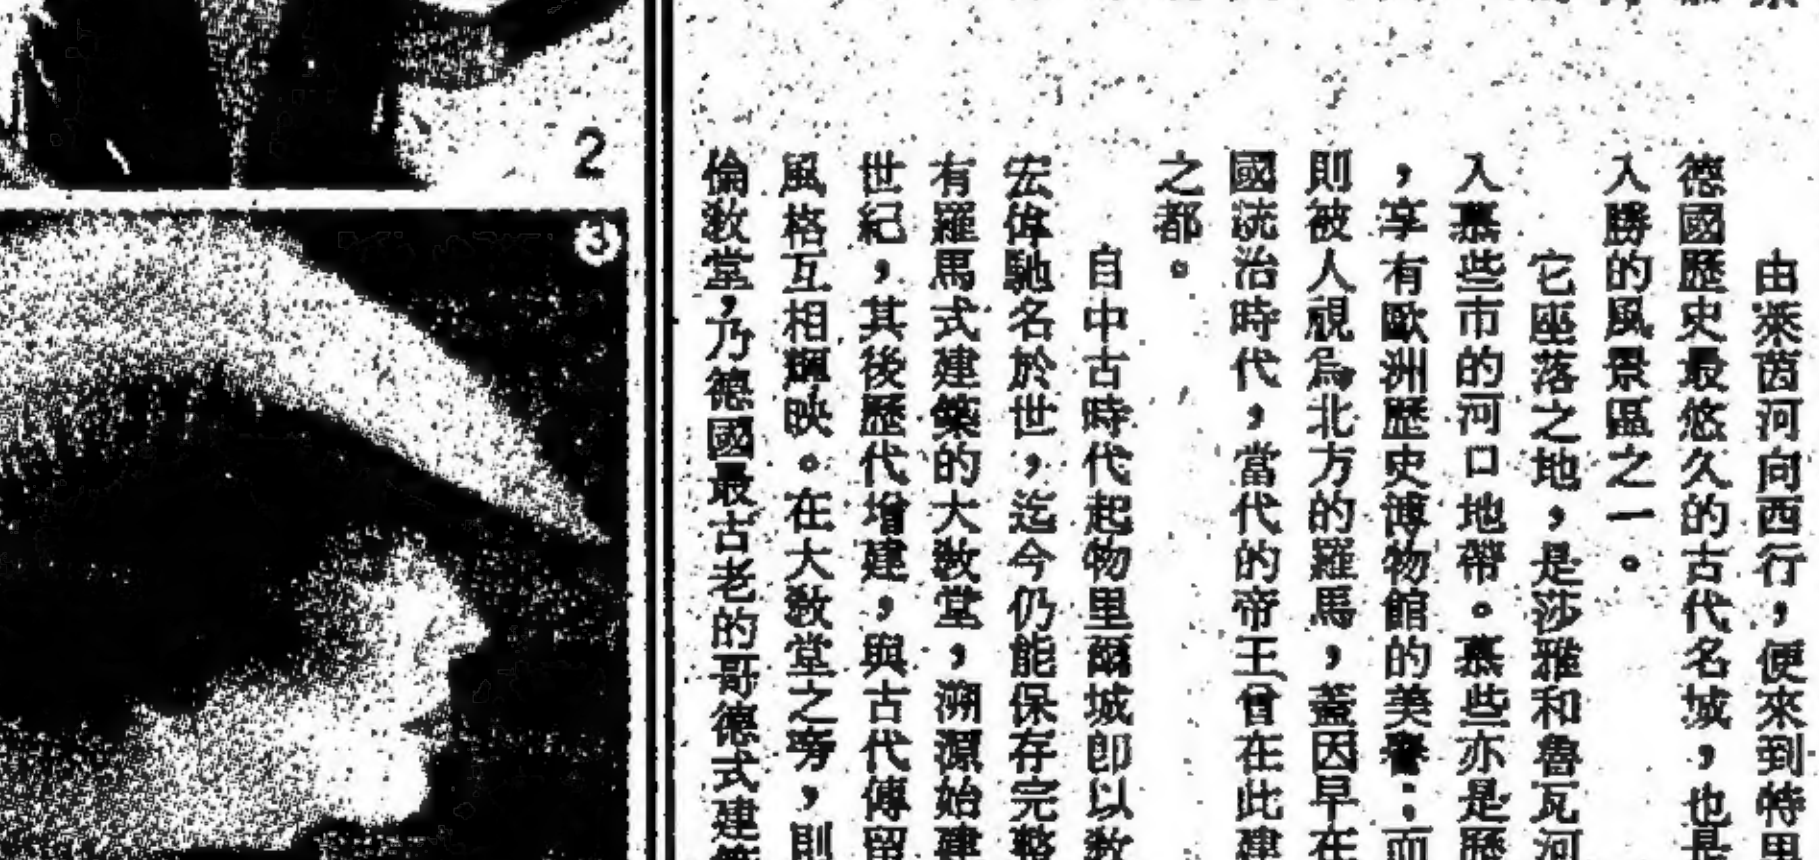 由萊茵河向西行，便來到特里
德國歷史最悠久的古代名城，也是
入勝的風景區之一。
它座落之地，是莎雅和魯瓦河
入慕些市的河口地帶。慕些亦是歷
，享有歐洲歷史博物館的美譽；而
則被人視為北方的羅馬，蓋因早在
國統治時代，當代的帝王曾在此建
之都。
自中古時代起物里爾城即以教
宏偉馳名於世，迄今仍能保存完整
有羅馬式建築的大教堂，溯源始建
世紀，其後歷代增建，與古代傳留
風格互相輝映。在大教堂之旁，則
倫教堂，乃德國最古老的哥德式建築
2
3